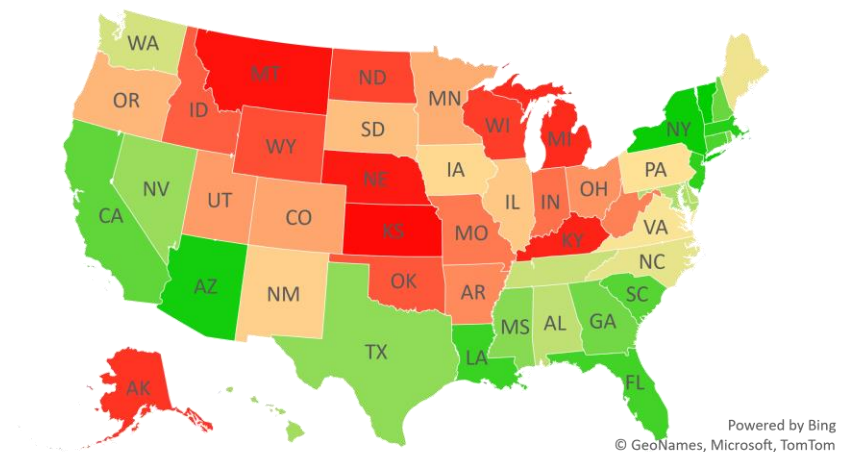 WA
MT
ND
MN
OR
ID
WI
MI
NY
SD
WY
IA
PA
NE
NV
UT
IL
IN
OH
CA
CO
VA
KS
MO
KY
NC
OK
AZ
NM
AR
SC
MS
AL
GA
TX
LA
FL
AK
Powered by Bing
© GeoNames, Microsoft, TomTom